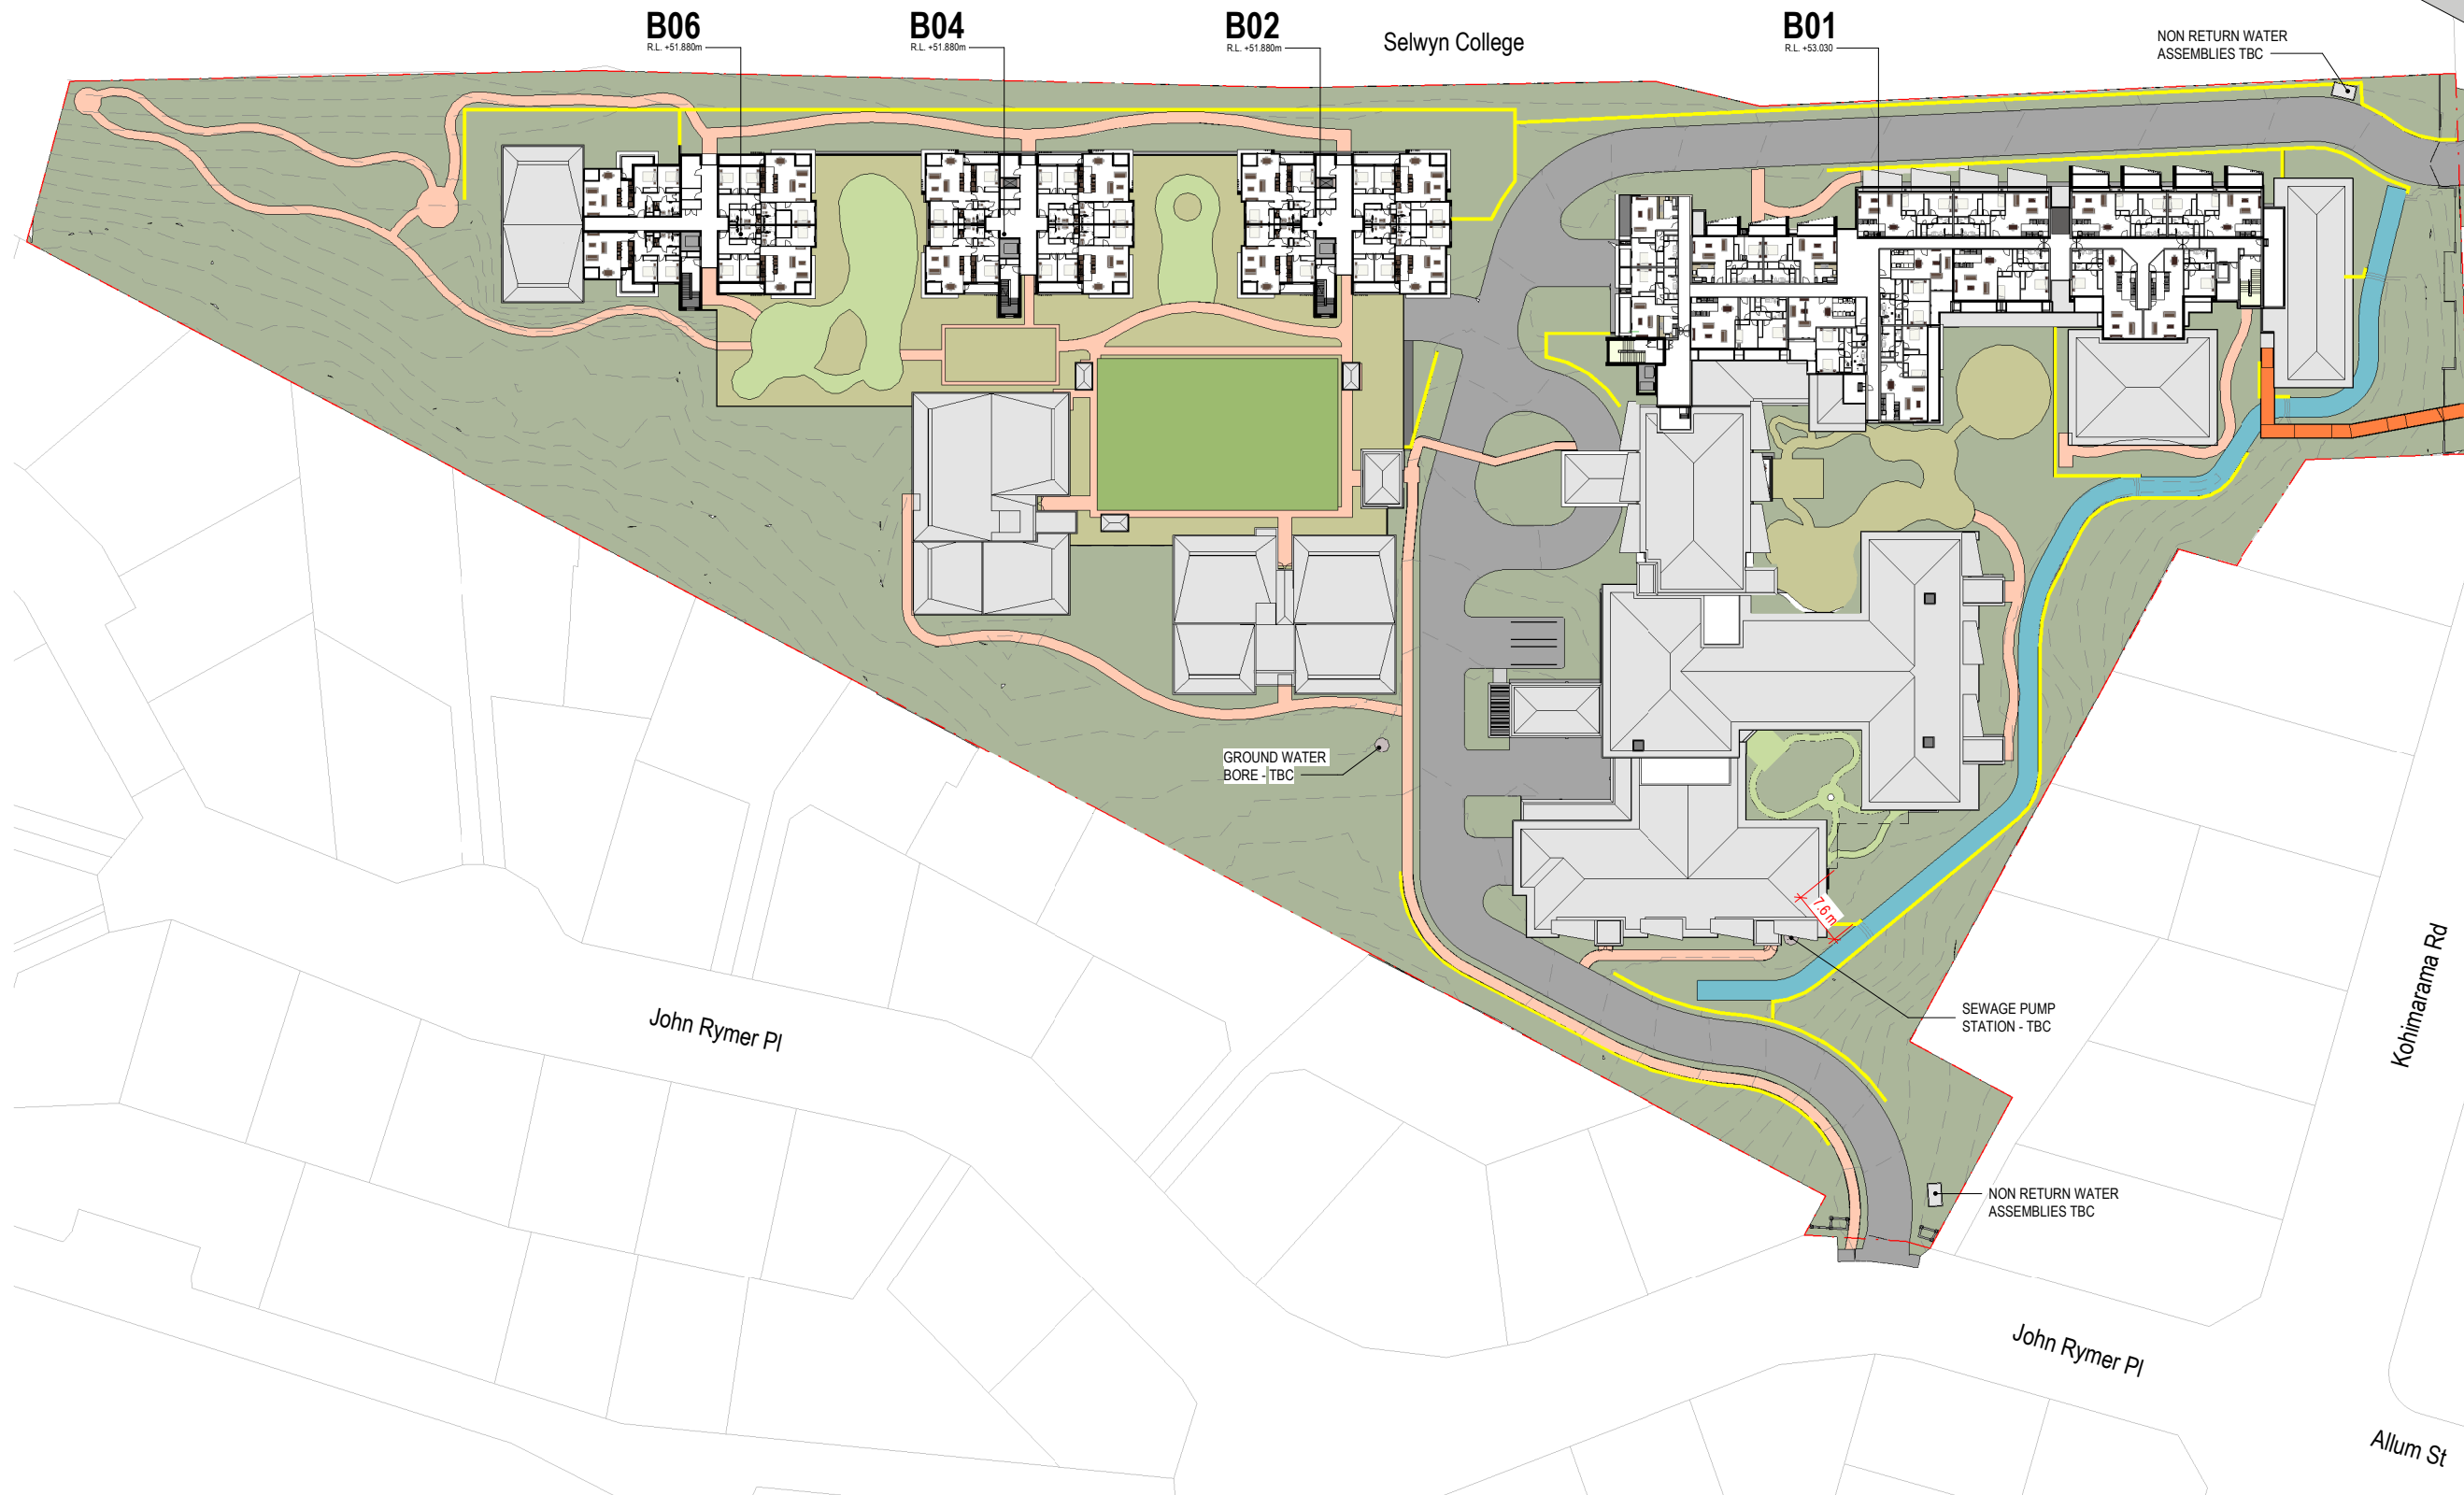 B06
R.L. +51.880m
B04
R.L. +51.880m
B02
R.L. +51.880m
Selwyn College
B01
R.L. +53.030
NON RETURN WATER
ASSEMBLIES TBC
GROUND WATER
BORE - TBC
7.6 m
SEWAGE PUMP
STATION - TBC
Kohimarama Rd
John Rymer Pl
NON RETURN WATER
ASSEMBLIES TBC
John Rymer Pl
Allum St